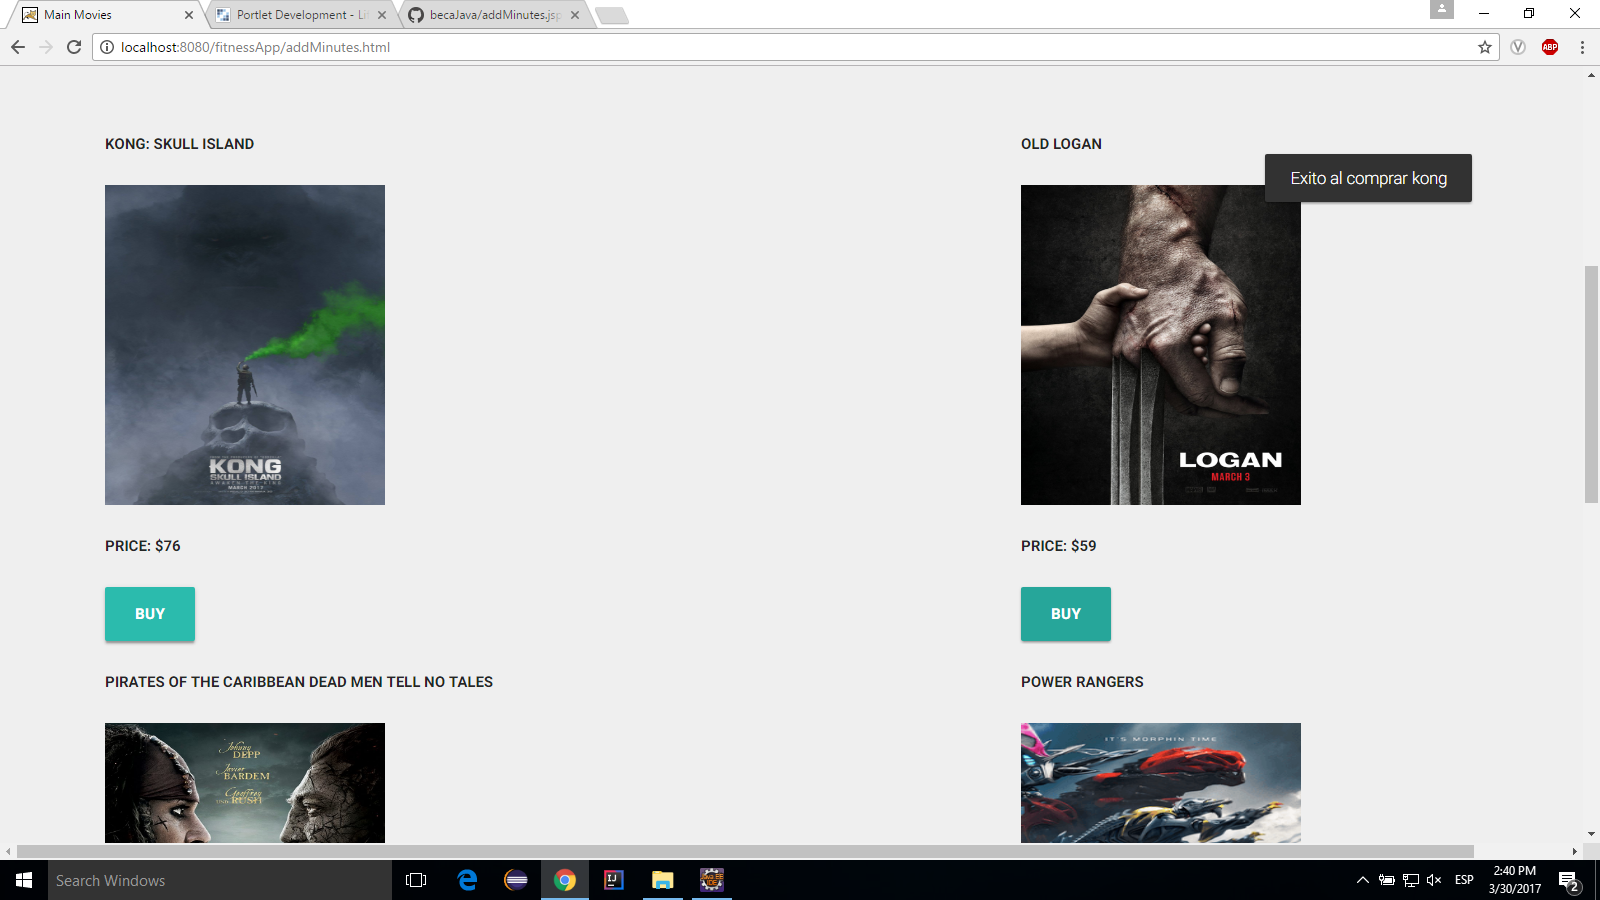 Main Movies
Portlet Development - Li
becaJava/addMinutes.jsp
localhost:8080/fitnessApp/addMinutes.html
ABP
KONG: SKULL ISLAND
OLD LOGAN
Exito al comprar kong
KONG
SKULL ISLAND
MARCH 2017
LOGAN
MARCH 3
PRICE: $76
PRICE: $59
BUY
BUY
PIRATES OF THE CARIBBEAN DEAD MEN TELL NO TALES
POWER RANGERS
Johnny
DEPP
Javier
BARDEM
Geoffrey
RUSH
IT'S MORPHIN TIME
Search Windows
IJ
ESP
2:40 PM
3/30/2017
2